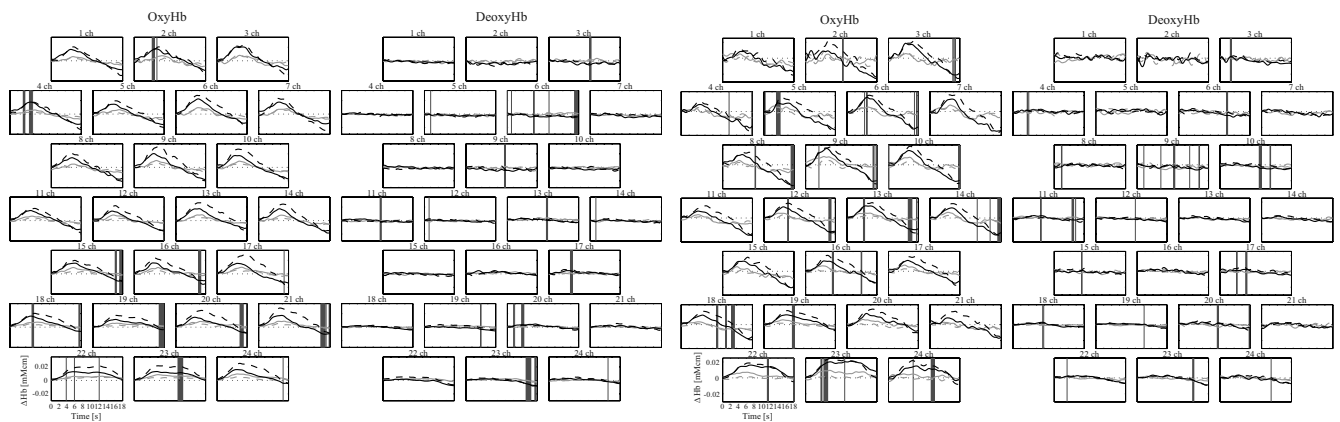 OxyHb DeoxyHb OxyHb DeoxyHb
1 ch 2 ch 3 ch 1 ch 2 ch 3 ch 1 ch 2 ch 3 ch 1 ch 2 ch 3 ch
4 ch 5 ch 6 ch 7 ch 4 ch 5 ch 6 ch 7 ch 4 ch 5 ch 6 ch 7 ch 4 ch 5 ch 6 ch 7 ch
8 ch 9 ch 10 ch 8 ch 9 ch 10 ch 8 ch 9 ch 10 ch 8 ch 9 ch 10 ch
11 ch 12 ch 13 ch 14 ch 11 ch 12 ch 13 ch 14 ch 11 ch 12 ch 13 ch 14 ch 11 ch 12 ch 13 ch 14 ch
15 ch 16 ch 17 ch 15 ch 16 ch 17 ch 15 ch 16 ch 17 ch 15 ch 16 ch 17 ch
18 ch 19 ch 20 ch 21 ch 18 ch 19 ch 20 ch 21 ch 18 ch 19 ch 20 ch 21 ch 18 ch 19 ch 20 ch 21 ch
22 ch 23 ch 24 ch 22 ch 23 ch 24 ch 22 ch 23 ch 24 ch 22 ch 23 ch 24 ch
ΔHb [mMcm] 0.02 0 -0.02 ΔHb [mMcm] 0.02 0 -0.02
0 2 4 6 8 10 12 14 16 18 0 2 4 6 8 10 12 14 16 18
Time [s] Time [s]